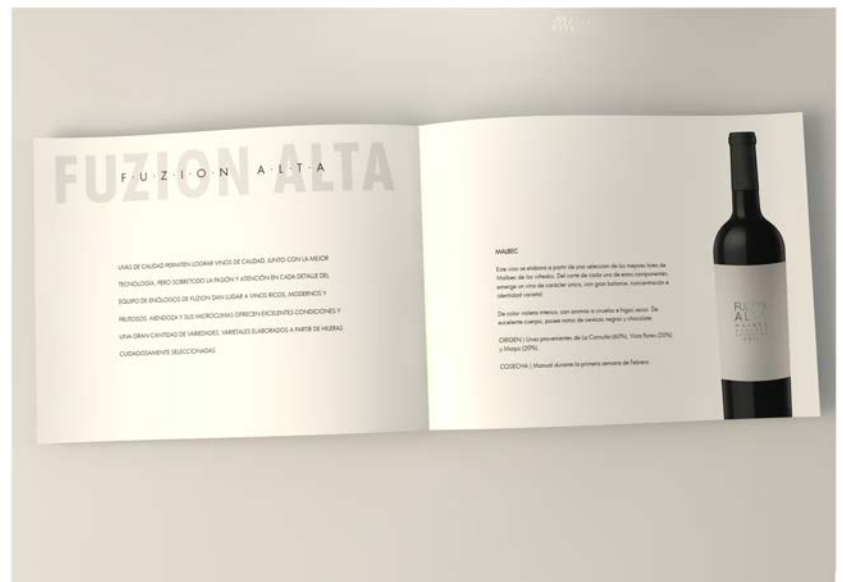 FUZION ALTA
F·U·Z·I·O·N A·L·T·A
UVAS DE CALIDAD PERMITEN LOGRAR VINOS DE CALIDAD. JUNTO CON LA MEJOR
TECNOLOGÍA, PERO SOBRETODO LA PASIÓN Y ATENCIÓN EN CADA DETALLE DEL
EQUIPO DE ENÓLOGOS DE FUZION DAN LUGAR A VINOS RICOS, MODERNOS Y
FRUTOSOS. MENDOZA Y SUS MICROCLIMAS OFRECEN EXCELENTES CONDICIONES Y
UNA GRAN CANTIDAD DE VARIEDADES. VARIETALES ELABORADOS A PARTIR DE HILERAS
CUIDADOSAMENTE SELECCIONADAS
MALBEC
Este vino se elabora a partir de una selección de los mejores lotes de
Malbec de los viñedos. Del corte de cada uno de estos componentes,
emerge un vino de carácter único, con gran balance, concentración e
identidad varietal.
De color violeta intenso, con aromas a ciruelas e higos secos. De
excelente cuerpo, posee notas de cerezas negras y chocolate.
ORIGEN | Uvas provenientes de La Consulta (60%), Vista Flores (20%)
y Maipú (20%).
COSECHA | Manual durante la primera semana de Febrero.
FUZION
ALTA
MALBEC